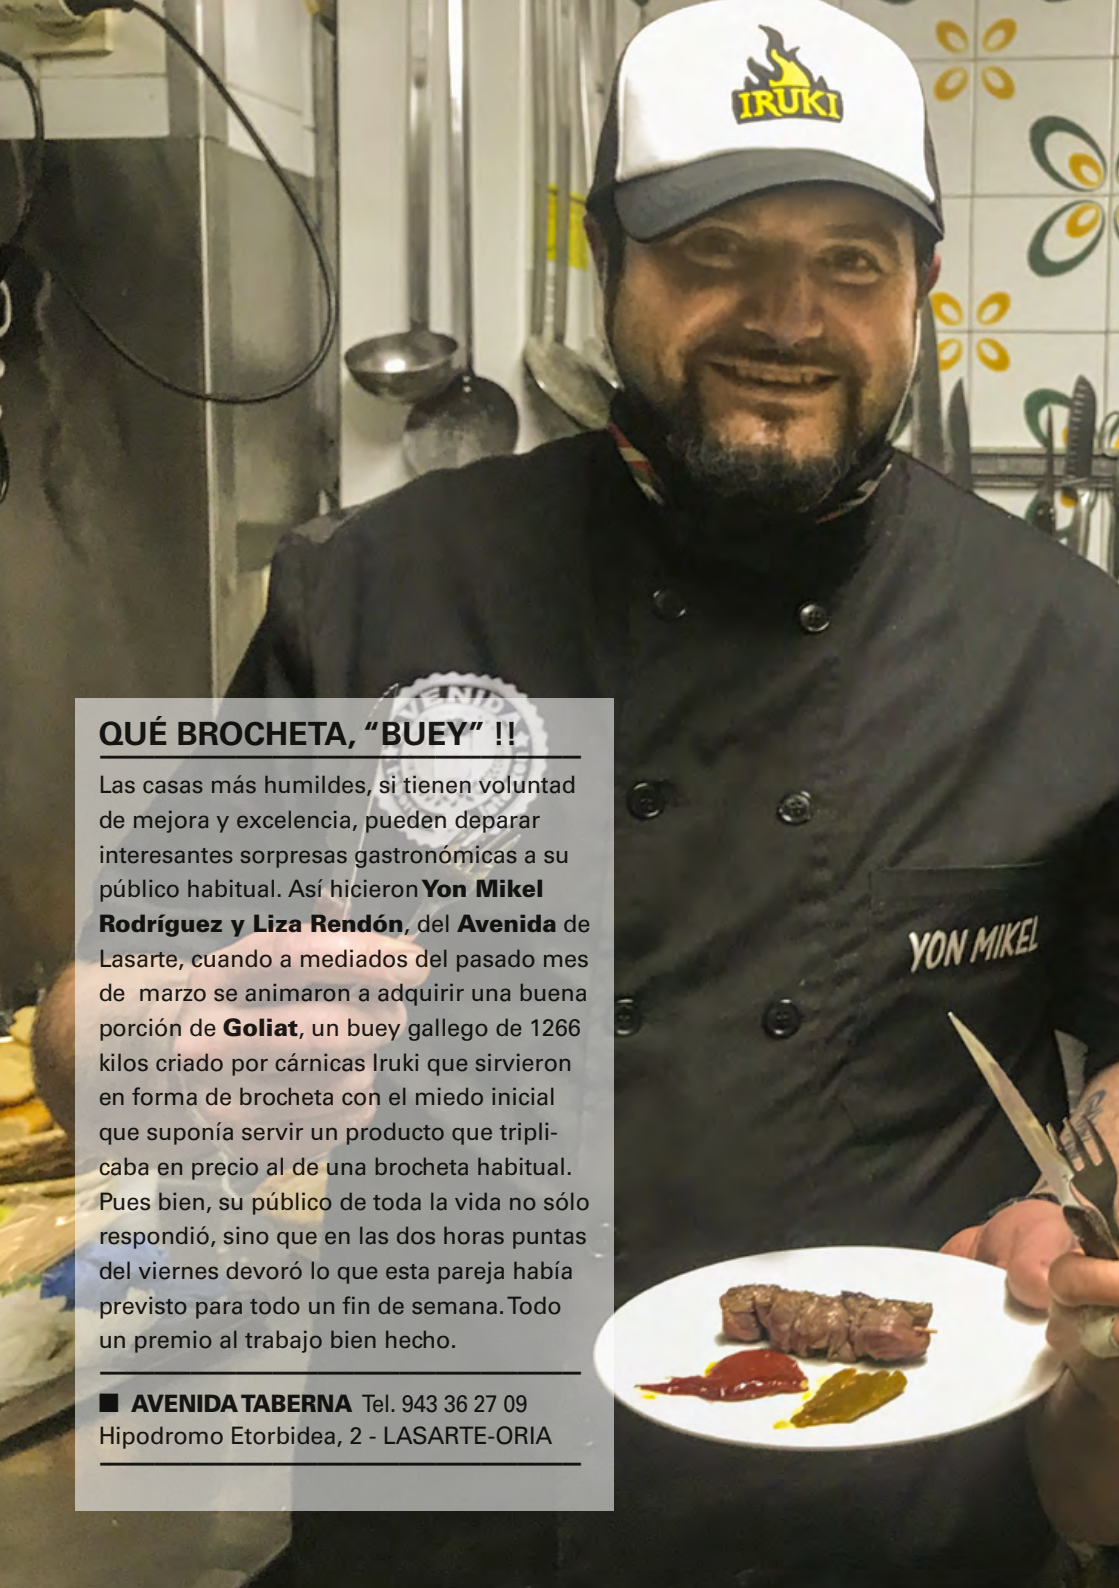 IRUKI
AVENIDA
YON MIKEL
QUÉ BROCHETA, “BUEY” !!
Las casas más humildes, si tienen voluntad
de mejora y excelencia, pueden deparar
interesantes sorpresas gastronómicas a su
público habitual. Así hicieron Yon Mikel
Rodríguez y Liza Rendón, del Avenida de
Lasarte, cuando a mediados del pasado mes
de marzo se animaron a adquirir una buena
porción de Goliat, un buey gallego de 1266
kilos criado por cárnicas Iruki que sirvieron
en forma de brocheta con el miedo inicial
que suponía servir un producto que tripli-
caba en precio al de una brocheta habitual.
Pues bien, su público de toda la vida no sólo
respondió, sino que en las dos horas puntas
del viernes devoró lo que esta pareja había
previsto para todo un fin de semana. Todo
un premio al trabajo bien hecho.
■ AVENIDA TABERNA Tel. 943 36 27 09
Hipodromo Etorbidea, 2 - LASARTE-ORIA